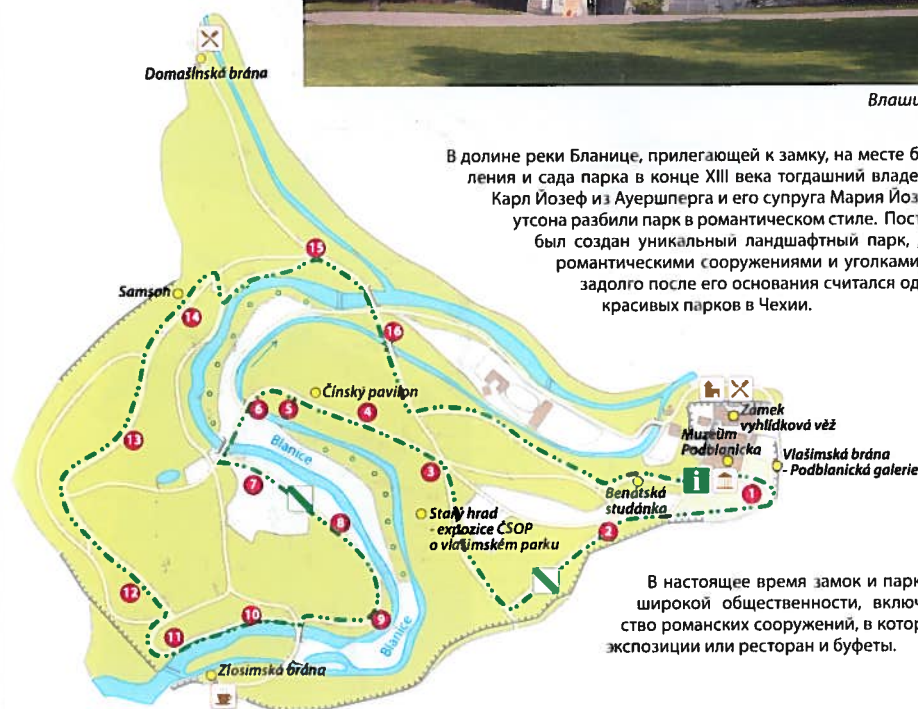 Domašínská brána
Влаши
В долине реки Бланице, прилегающей к замку, на месте б
ления и сада парка в конце XIII века тогдашний владе
Карл Йозеф из Ауершперга и его супруга Мария Йоз
утсона разбили парк в романтическом стиле. Пост
был создан уникальный ландшафтный парк,
романтическими сооружениями и уголками
задолго после его основания считался од
красивых парков в Чехии.
15
Samson
14
16
Čínský pavilon
6
5
4
Zámek
vyhlídková věž
Muzeum
Podblanicka
Vlašimská brána
- Podblanická galerie
13
Blanice
3
i
1
7
Benátská
studánka
8
Starý hrad
- expozice ČSOP
o vlašimském parku
2
12
11
10
9
Blanice
Zlosimská brána
В настоящее время замок и парк
широкой общественности, включ
ство романских сооружений, в котор
экспозиции или ресторан и буфеты.